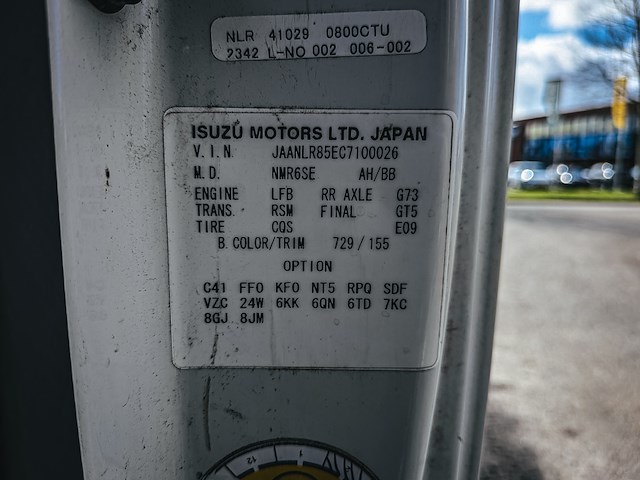 NLR 41029 0800CTU
2342 L-NO 002 006-002
ISUZU MOTORS LTD. JAPAN
V.I.N. JAANLR85EC7100026
M.D. NMR6SE AH/BB
ENGINE LFB RR AXLE G73
TRANS. RSM FINAL GT5
TIRE CQS E09
B.COLOR/TRIM 729/155
OPTION
C41 FF0 KF0 NT5 RPQ SDF
VZC 24W 6KK 6QN 6TD 7KC
8GJ 8JM
12 1